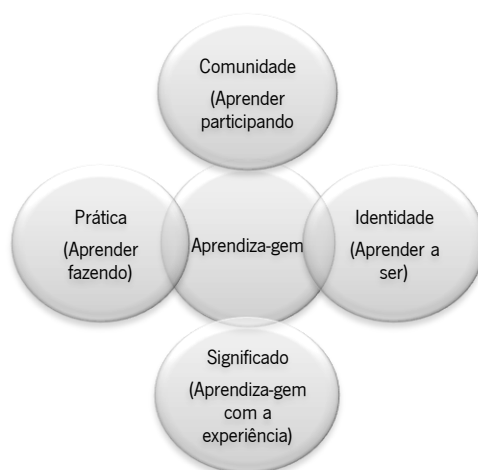 Comunidade
(Aprender
participando
Prática
(Aprender
fazendo)
Aprendiza-gem
Identidade
(Aprender a
ser)
Significado
(Aprendiza-gem
com a
experiência)